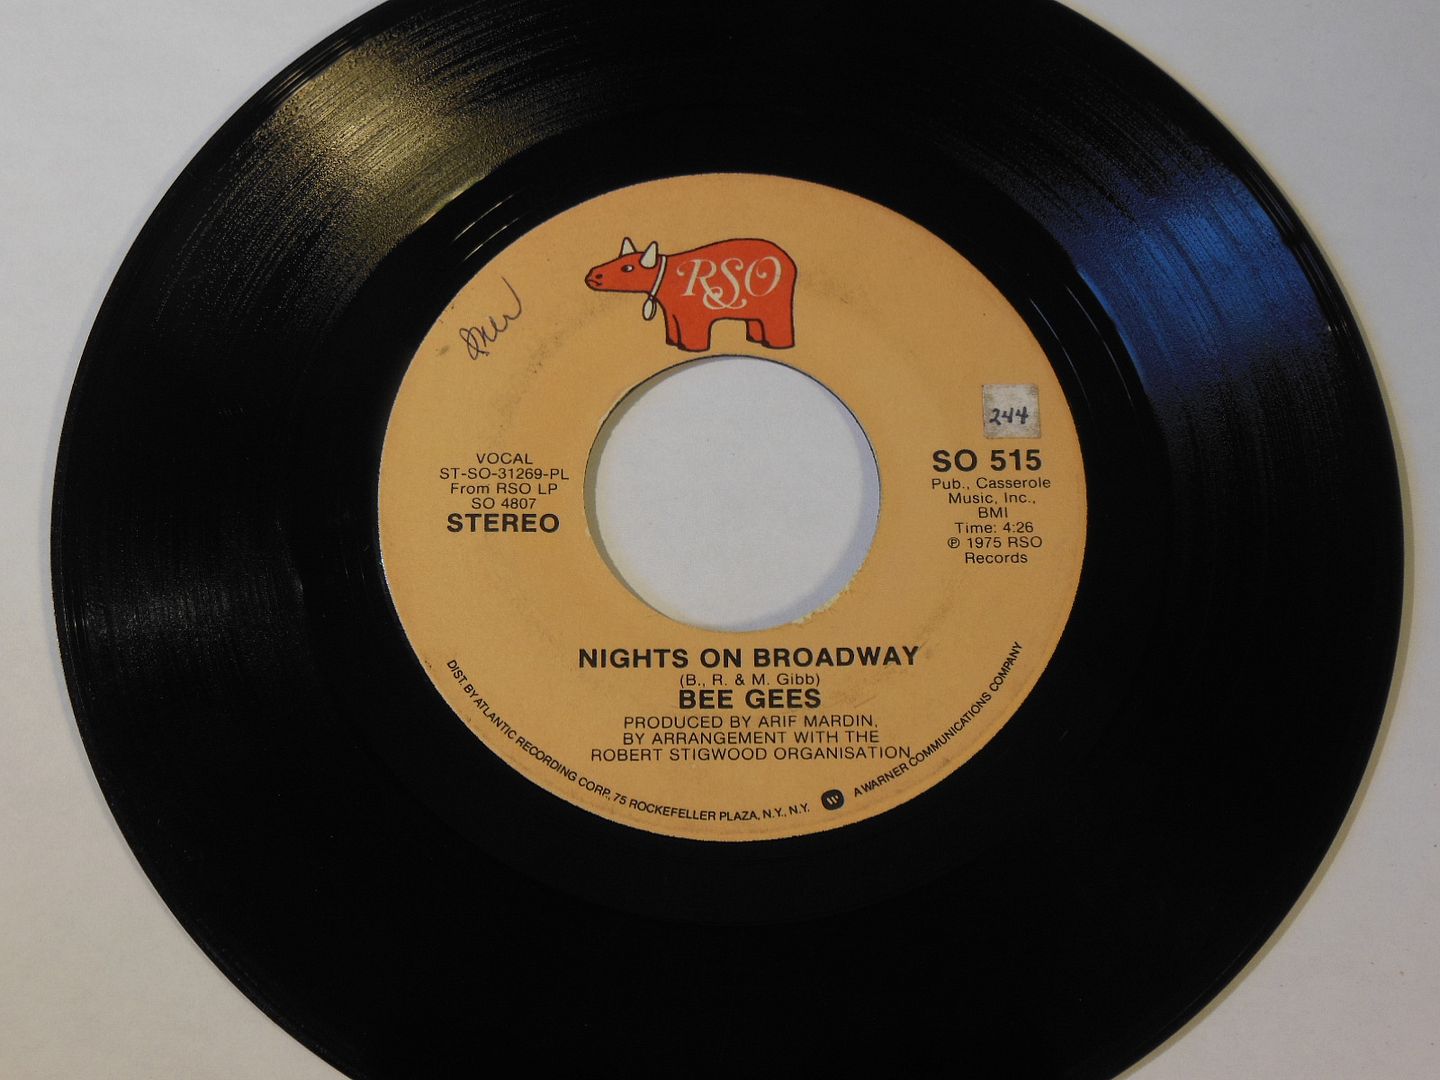 RSO
244
VOCAL
ST-SO-31269-PL
From RSO LP
SO 4807
STEREO
SO 515
Pub., Casserole
Music, Inc.,
BMI
Time: 4:26
℗ 1975 RSO
Records
NIGHTS ON BROADWAY
(B., R. & M. Gibb)
BEE GEES
PRODUCED BY ARIF MARDIN,
BY ARRANGEMENT WITH THE
ROBERT STIGWOOD ORGANISATION
DIST. BY ATLANTIC RECORDING CORP., 75 ROCKEFELLER PLAZA, N.Y., N.Y. W A WARNER COMMUNICATIONS COMPANY